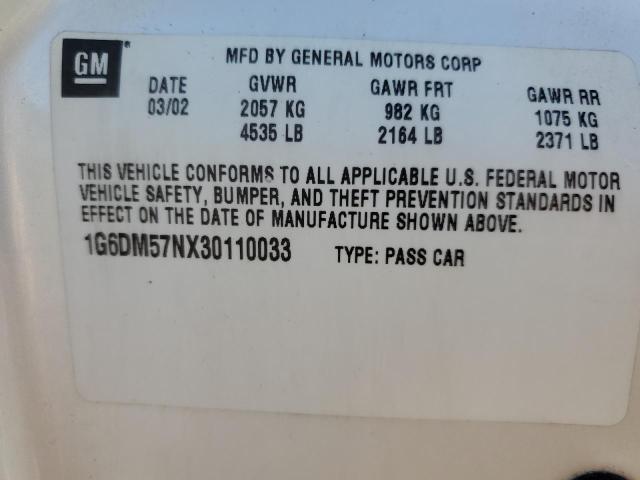 GM ®
MFD BY GENERAL MOTORS CORP
DATE GVWR GAWR FRT GAWR RR
03/02 2057 KG 982 KG 1075 KG
4535 LB 2164 LB 2371 LB
THIS VEHICLE CONFORMS TO ALL APPLICABLE U.S. FEDERAL MOTOR
VEHICLE SAFETY, BUMPER, AND THEFT PREVENTION STANDARDS IN
EFFECT ON THE DATE OF MANUFACTURE SHOWN ABOVE.
1G6DM57NX30110033 TYPE: PASS CAR